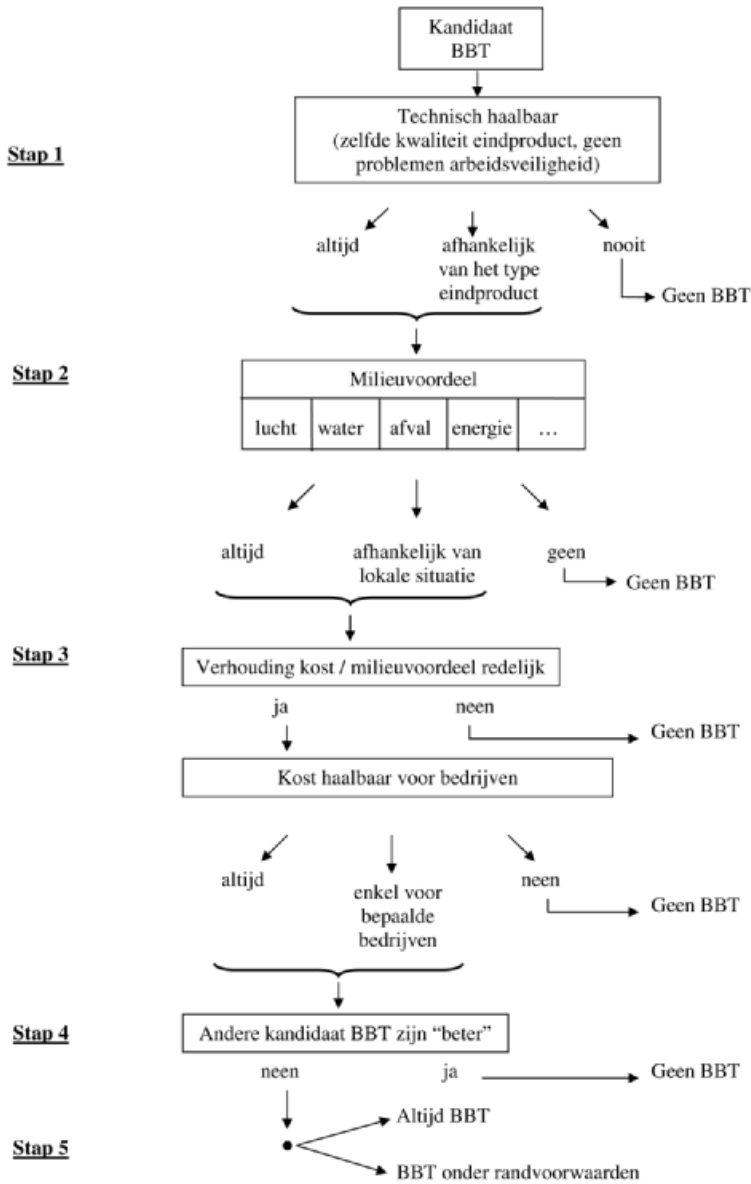 Kandidaat
BBT
Technisch haalbaar
(zelfde kwaliteit eindproduct, geen
problemen arbeidsveiligheid)
Stap 1
altijd
afhankelijk
van het type
eindproduct
nooit
Geen BBT
Stap 2
Milieuvoordeel
lucht water afval energie …
altijd
afhankelijk van
lokale situatie
geen
Geen BBT
Stap 3
Verhouding kost / milieuvoordeel redelijk
ja neen
Geen BBT
Kost haalbaar voor bedrijven
altijd
enkel voor
bepaalde
bedrijven
neen
Geen BBT
Stap 4
Andere kandidaat BBT zijn “beter”
neen ja
Geen BBT
Altijd BBT
Stap 5
BBT onder randvoorwaarden